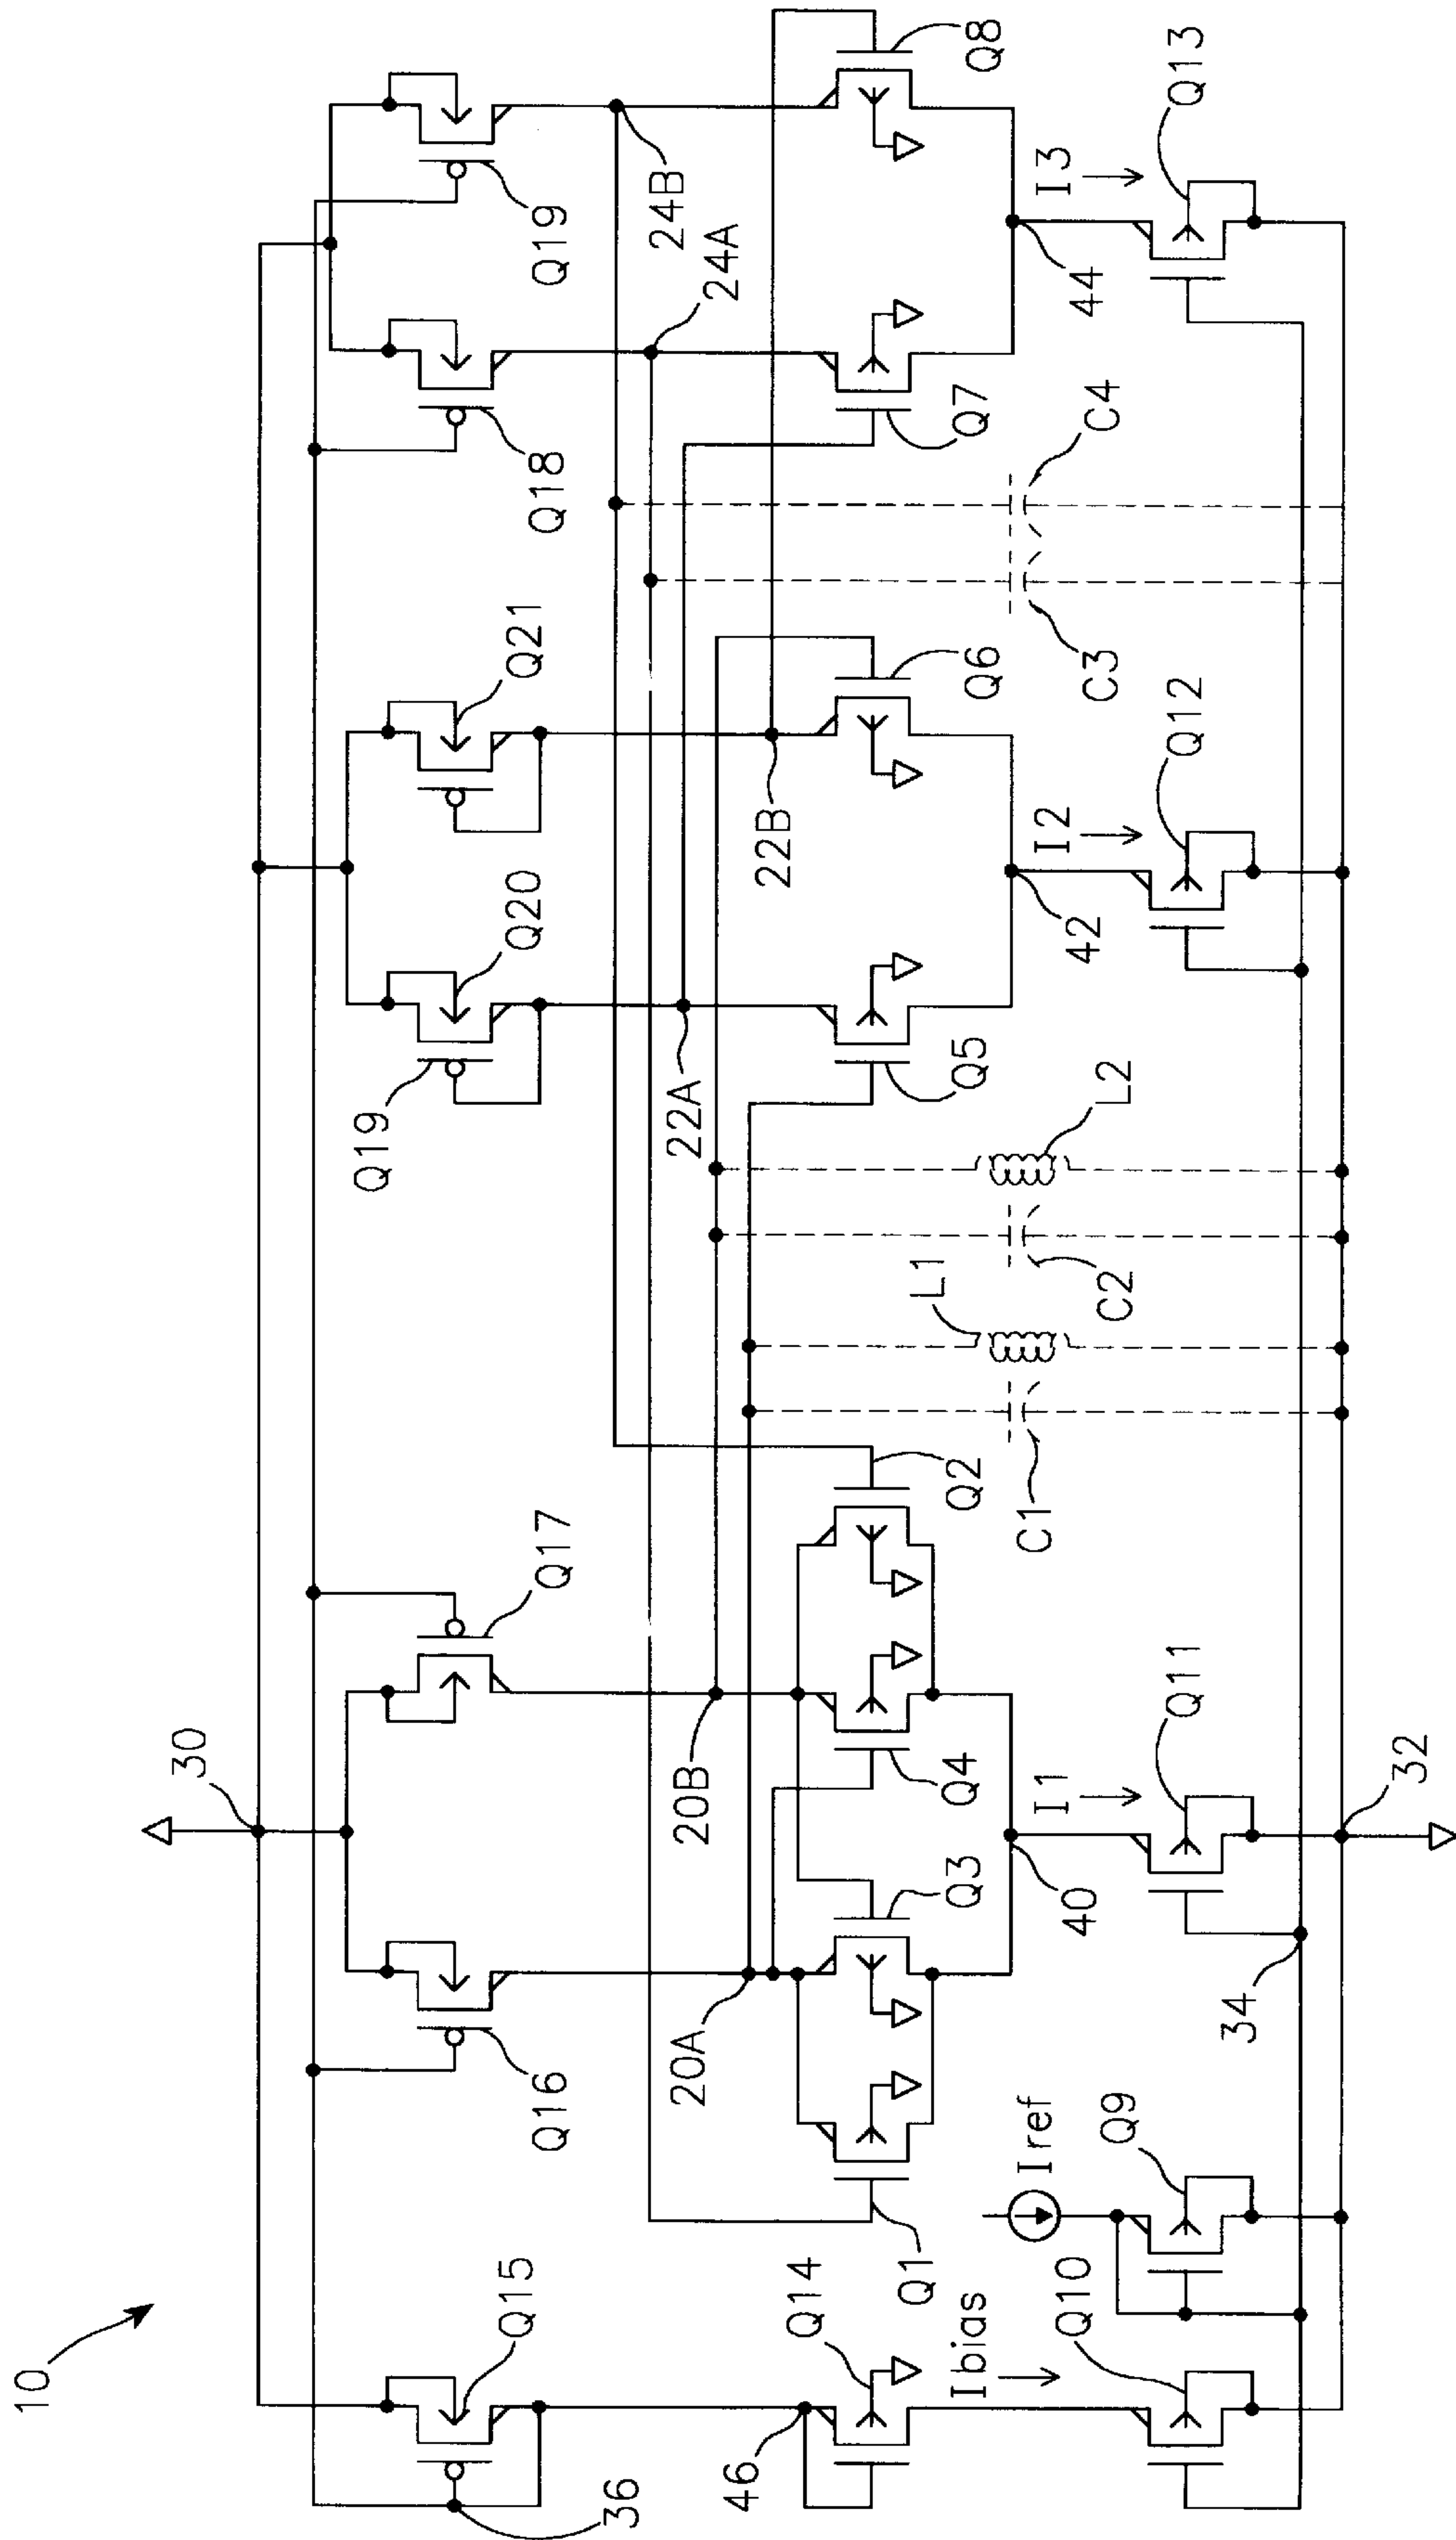 10
30
Q15
Q16
Q17
Q19
Q20
Q21
Q18
Q19
36
46
20A
20B
22A
22B
24A
24B
Q14
Q1
Q3
Q4
Q2
Q5
Q6
Q7
Q8
C1
L1
C2
L2
C3
C4
Ibias
Iref
40
I1
42
I2
44
I3
Q10
Q9
34
Q11
Q12
Q13
32